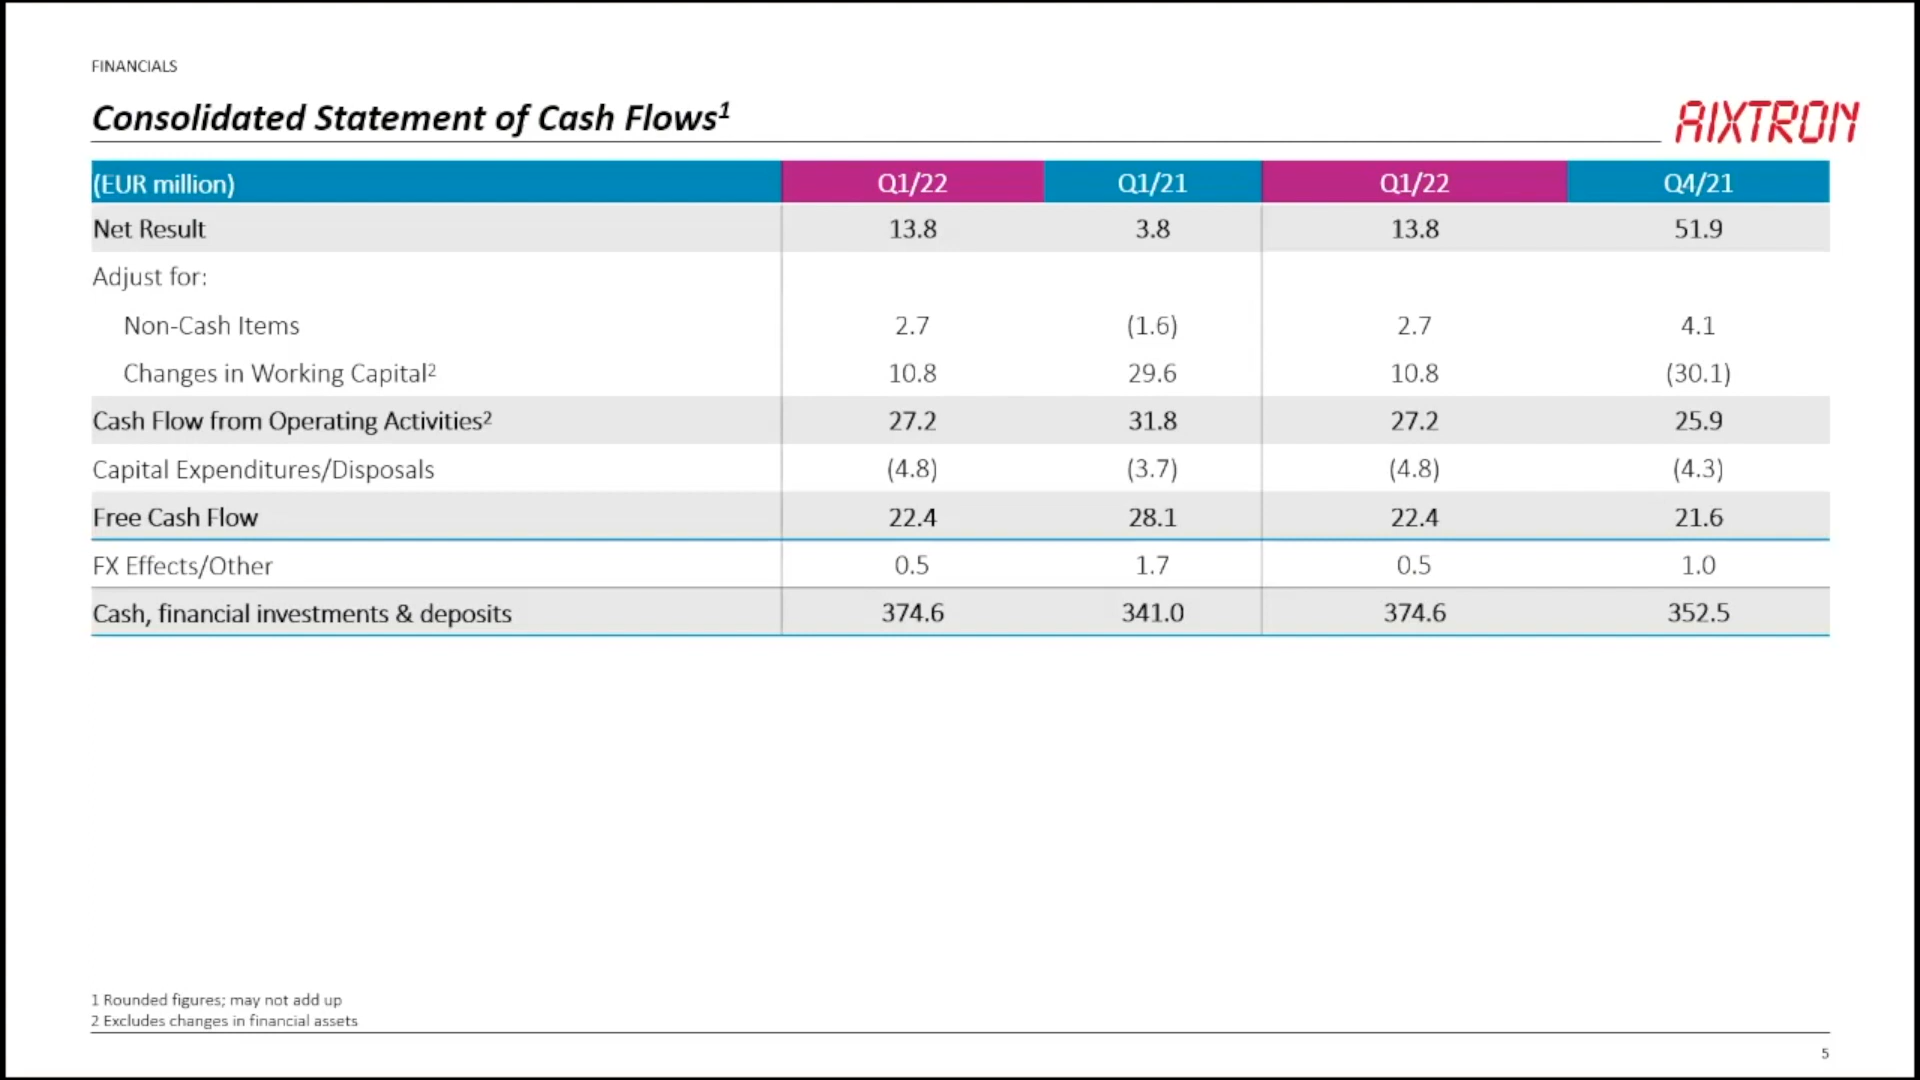 FINANCIALS
Consolidated Statement of Cash Flows¹
AIXTRON
(EUR million) Q1/22 Q1/21 Q1/22 Q4/21
Net Result 13.8 3.8 13.8 51.9
Adjust for:
Non-Cash Items 2.7 (1.6) 2.7 4.1
Changes in Working Capital² 10.8 29.6 10.8 (30.1)
Cash Flow from Operating Activities² 27.2 31.8 27.2 25.9
Capital Expenditures/Disposals (4.8) (3.7) (4.8) (4.3)
Free Cash Flow 22.4 28.1 22.4 21.6
FX Effects/Other 0.5 1.7 0.5 1.0
Cash, financial investments & deposits 374.6 341.0 374.6 352.5
1 Rounded figures; may not add up
2 Excludes changes in financial assets
5